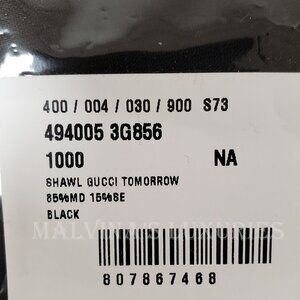 400 / 004 / 030 / 900 S73
494005 3G856
1000 NA
SHAWL GUCCI TOMORROW
85%MD 15%SE
BLACK
MALVINA'S LUXURIES
807867468